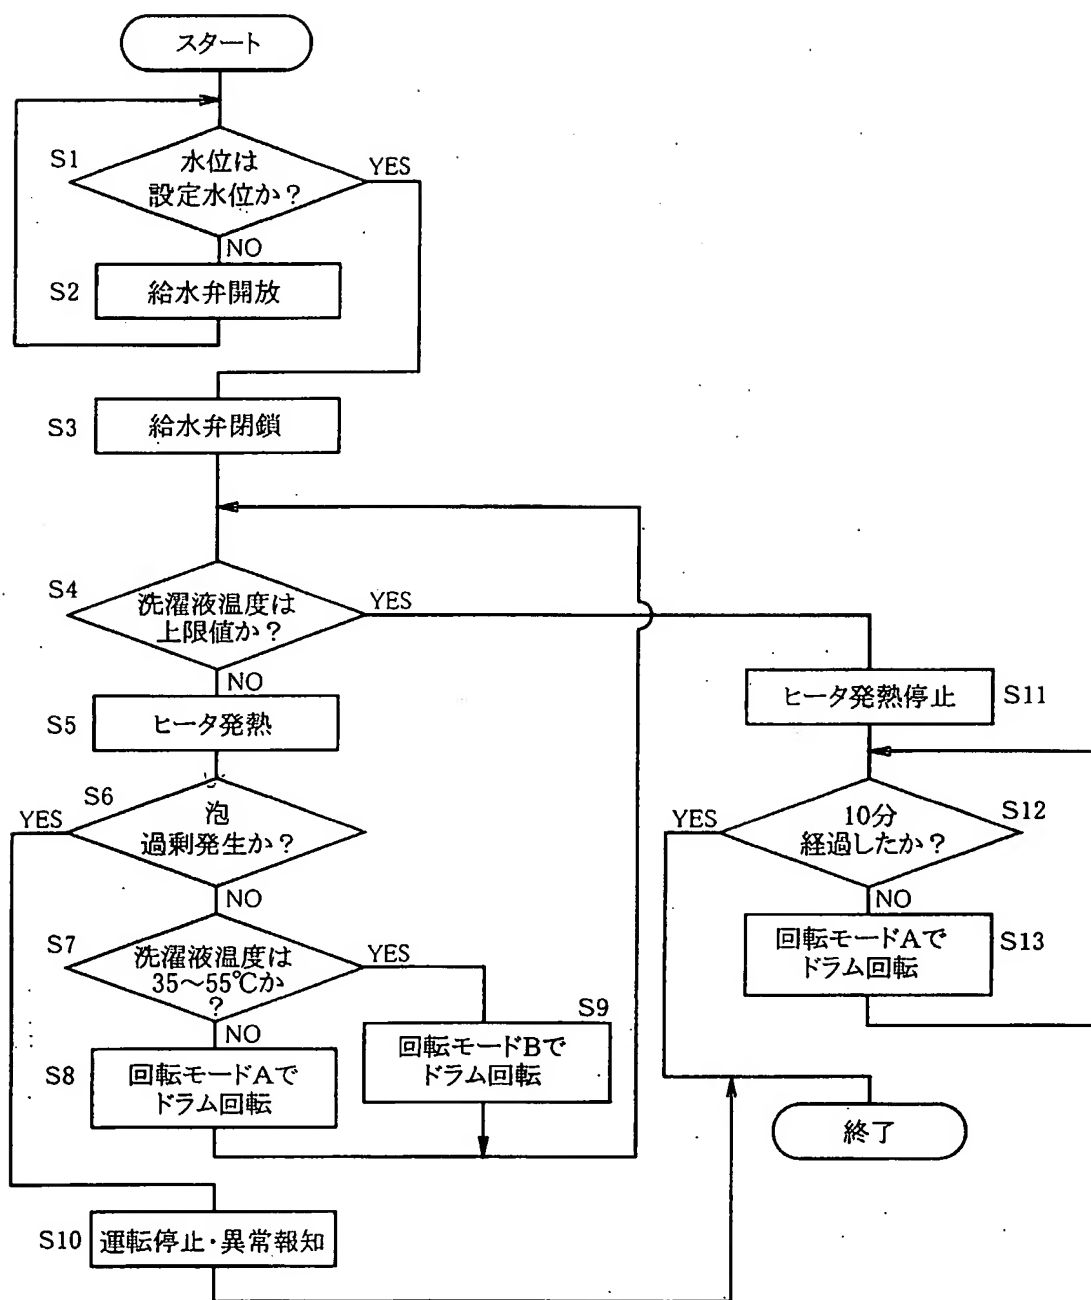 スタート
S1
水位は
設定水位か？
YES
NO
S2
給水弁開放
S3
給水弁閉鎖
S4
洗濯液温度は
上限値か？
YES
NO
S5
ヒータ発熱
S6
泡
過剰発生か？
YES
NO
S7
洗濯液温度は
35～55℃か
？
YES
NO
S8
回転モードAで
ドラム回転
S9
回転モードBで
ドラム回転
S10
運転停止・異常報知
ヒータ発熱停止
S11
10分
経過したか？
S12
YES
NO
回転モードAで
ドラム回転
S13
終了